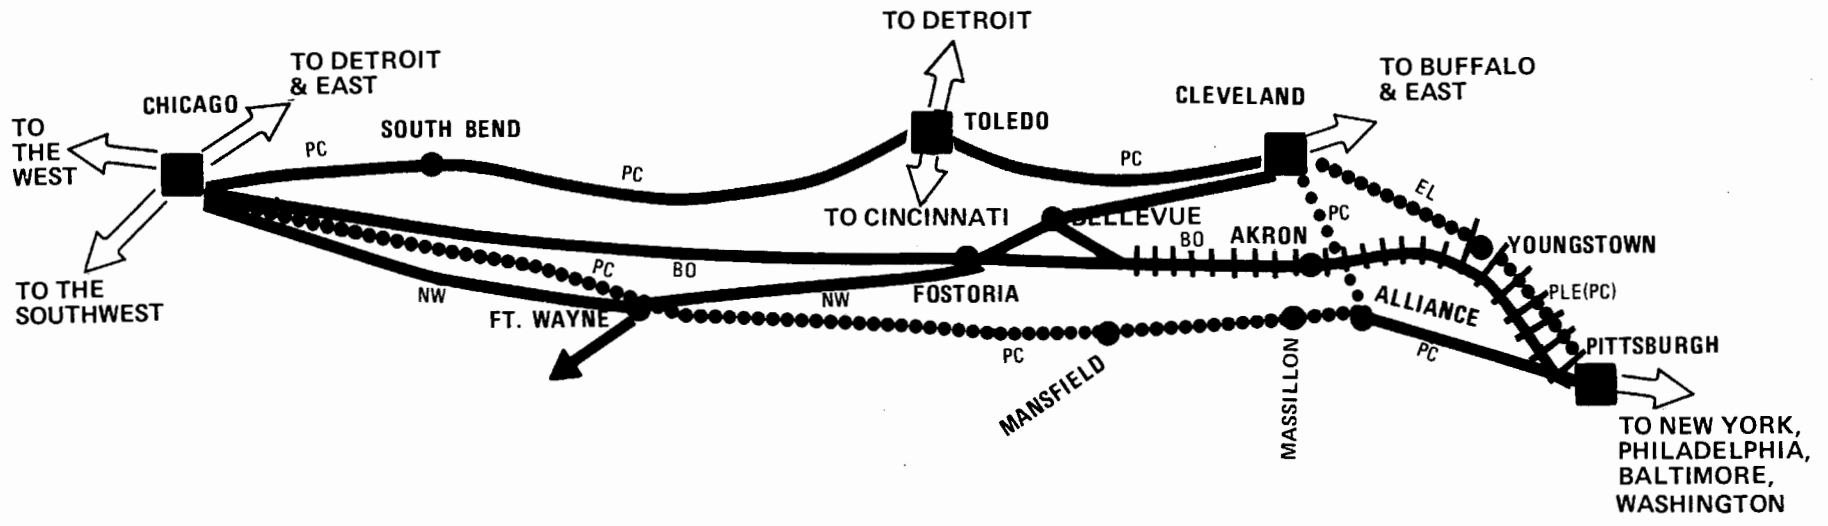 TO DETROIT
TO DETROIT
& EAST
CHICAGO
TO
THE
WEST
TO THE
SOUTHWEST
PC
SOUTH BEND
PC
TOLEDO
TO CINCINNATI
PC
CLEVELAND
TO BUFFALO
& EAST
EL
PC
BELLEVUE
BO
AKRON
YOUNGSTOWN
PLE(PC)
PC
BO
NW
NW
FT. WAYNE
FOSTORIA
ALLIANCE
PC
PC
MANSFIELD
MASSILLON
PITTSBURGH
TO NEW YORK,
PHILADELPHIA,
BALTIMORE,
WASHINGTON